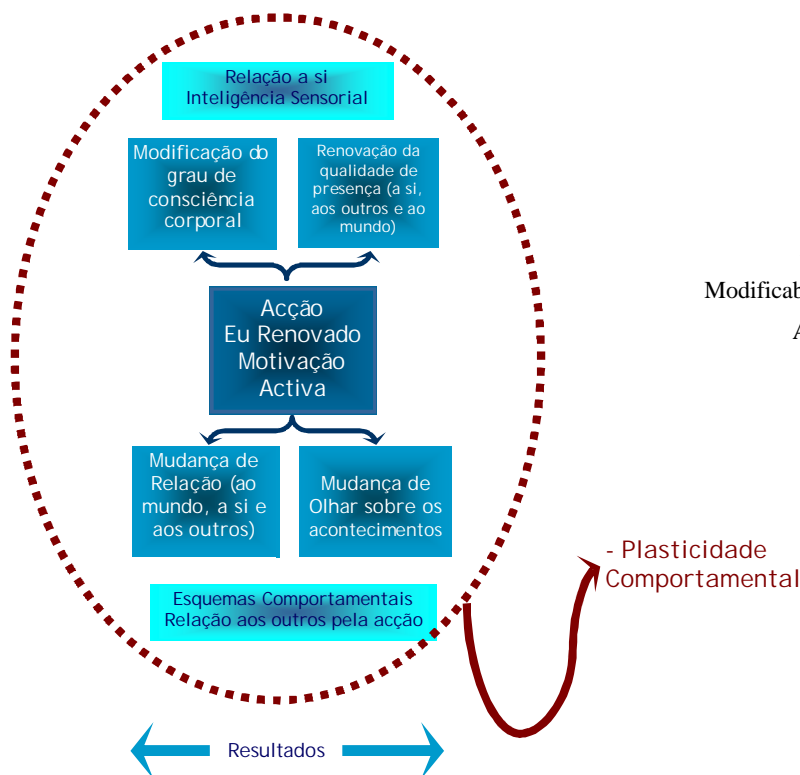 Relação a si
Inteligência Sensorial
Modificação do
grau de
consciência
corporal
Renovação da
qualidade de
presença (a si,
aos outros e ao
mundo)
Acção
Eu Renovado
Motivação
Activa
Mudança de
Relação (ao
mundo, a si e
aos outros)
Mudança de
Olhar sobre os
acontecimentos
Esquemas Comportamentais
Relação aos outros pela acção
- Plasticidade
Comportamental
Resultados